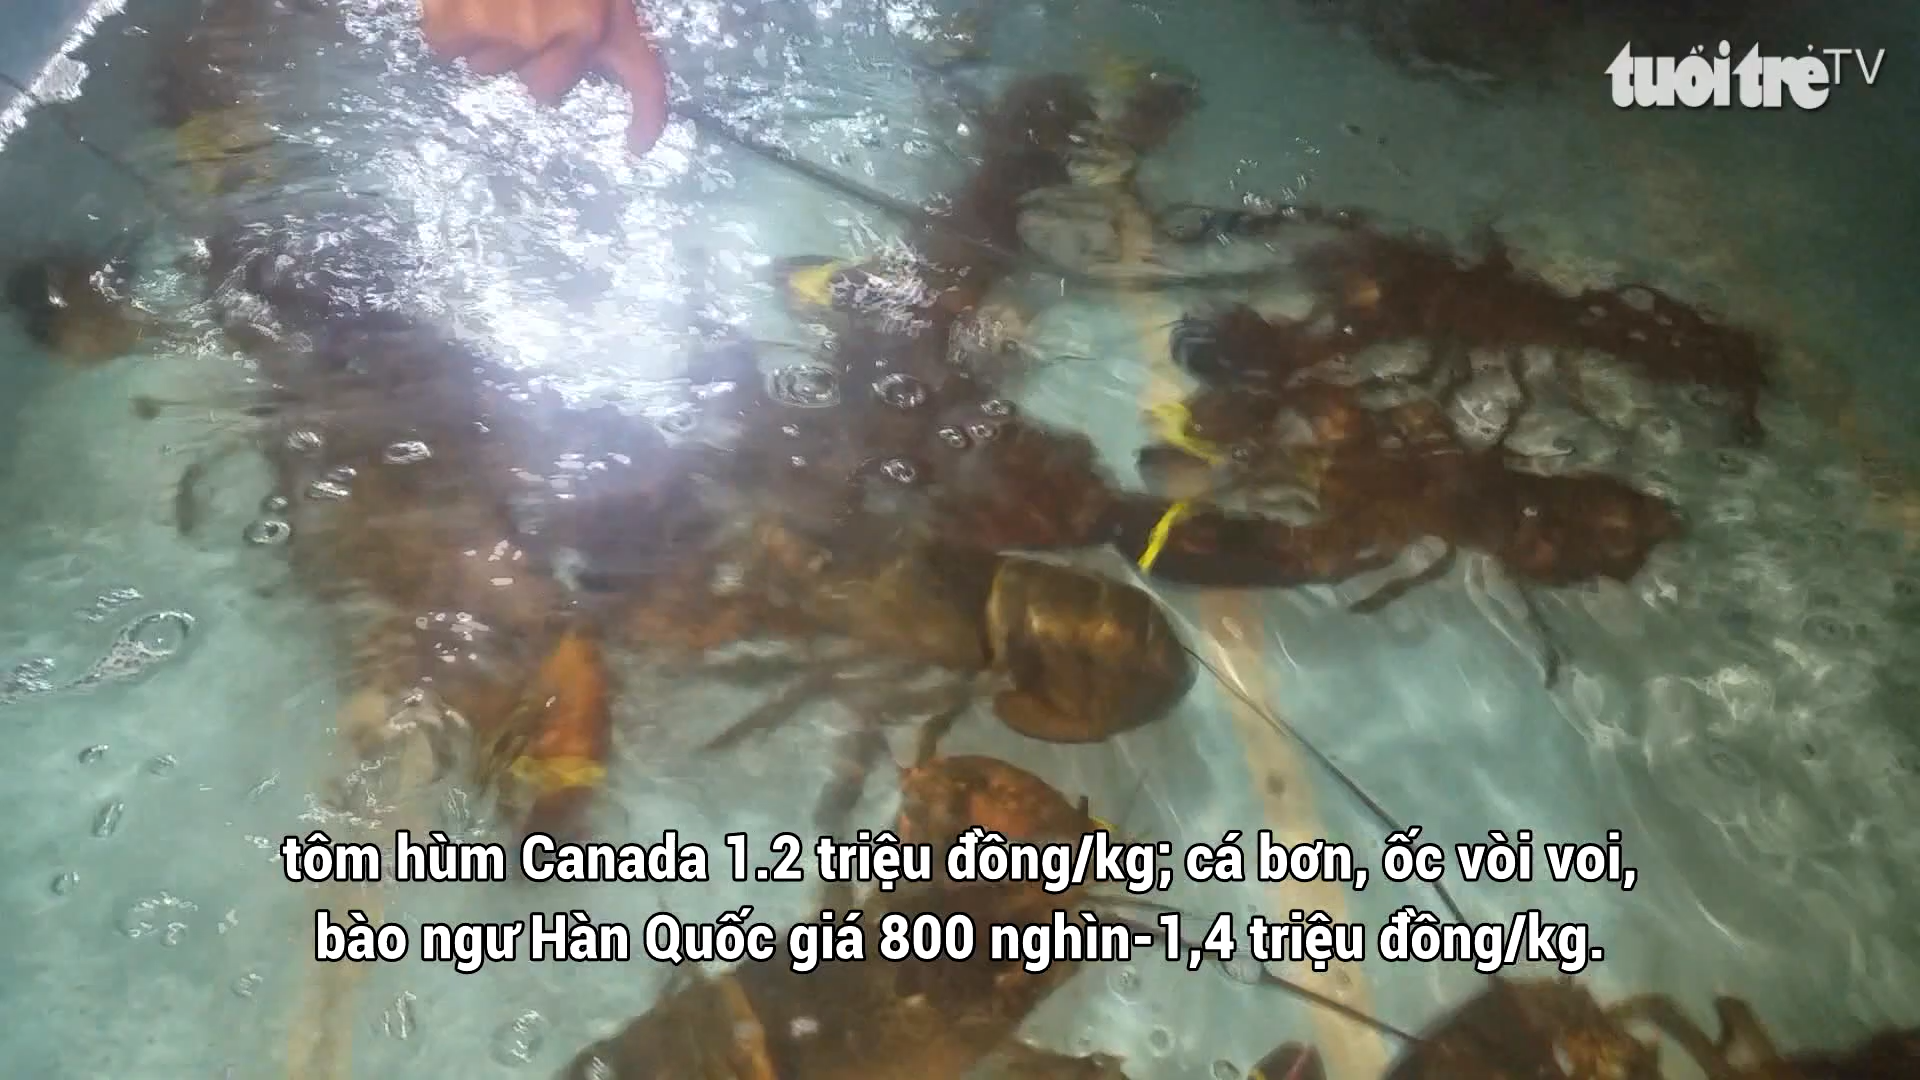 tuổi trẻ TV
tôm hùm Canada 1.2 triệu đồng/kg; cá bơn, ốc vòi voi,
bào ngư Hàn Quốc giá 800 nghìn-1,4 triệu đồng/kg.